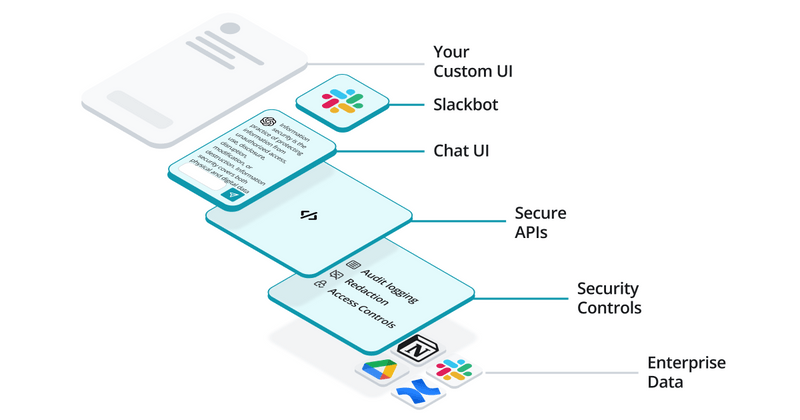 Your
Custom UI
Slackbot
Chat UI
Information
security is the
practice of protecting
information from
unauthorized access,
use, disclosure,
disruption,
modification, or
destruction. Information
security covers both
physical and digital data
</>
Secure
APIs
Audit logging
Redaction
Access Controls
Security
Controls
N
Enterprise
Data